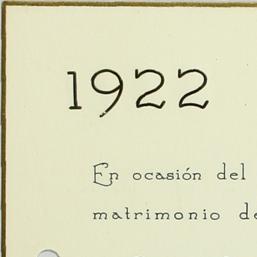 1922
En ocasión del
matrimonio de